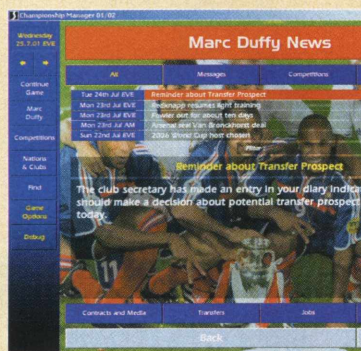 Championship Manager 01/02
Wednesday
25.7.01 EVE
Continue
Game
Marc
Duffy
Competitions
Nations
& Clubs
Find
Game
Options
Debug
Marc Duffy News
All Messages Competitions
Tue 24th Jul EVE Reminder about Transfer Prospect
Mon 23rd Jul EVE Redknapp resumes light training
Mon 23rd Jul EVE Fowler out for about ten days
Mon 23rd Jul AM Arsenal seal Van Bronckhorst deal
Sun 22nd Jul EVE 2006 World Cup host chosen
Filter
Reminder about Transfer Prospect
The club secretary has made an entry in your diary indica
should make a decision about potential transfer prospect
today.
Contracts and Media Transfers Jobs
Back